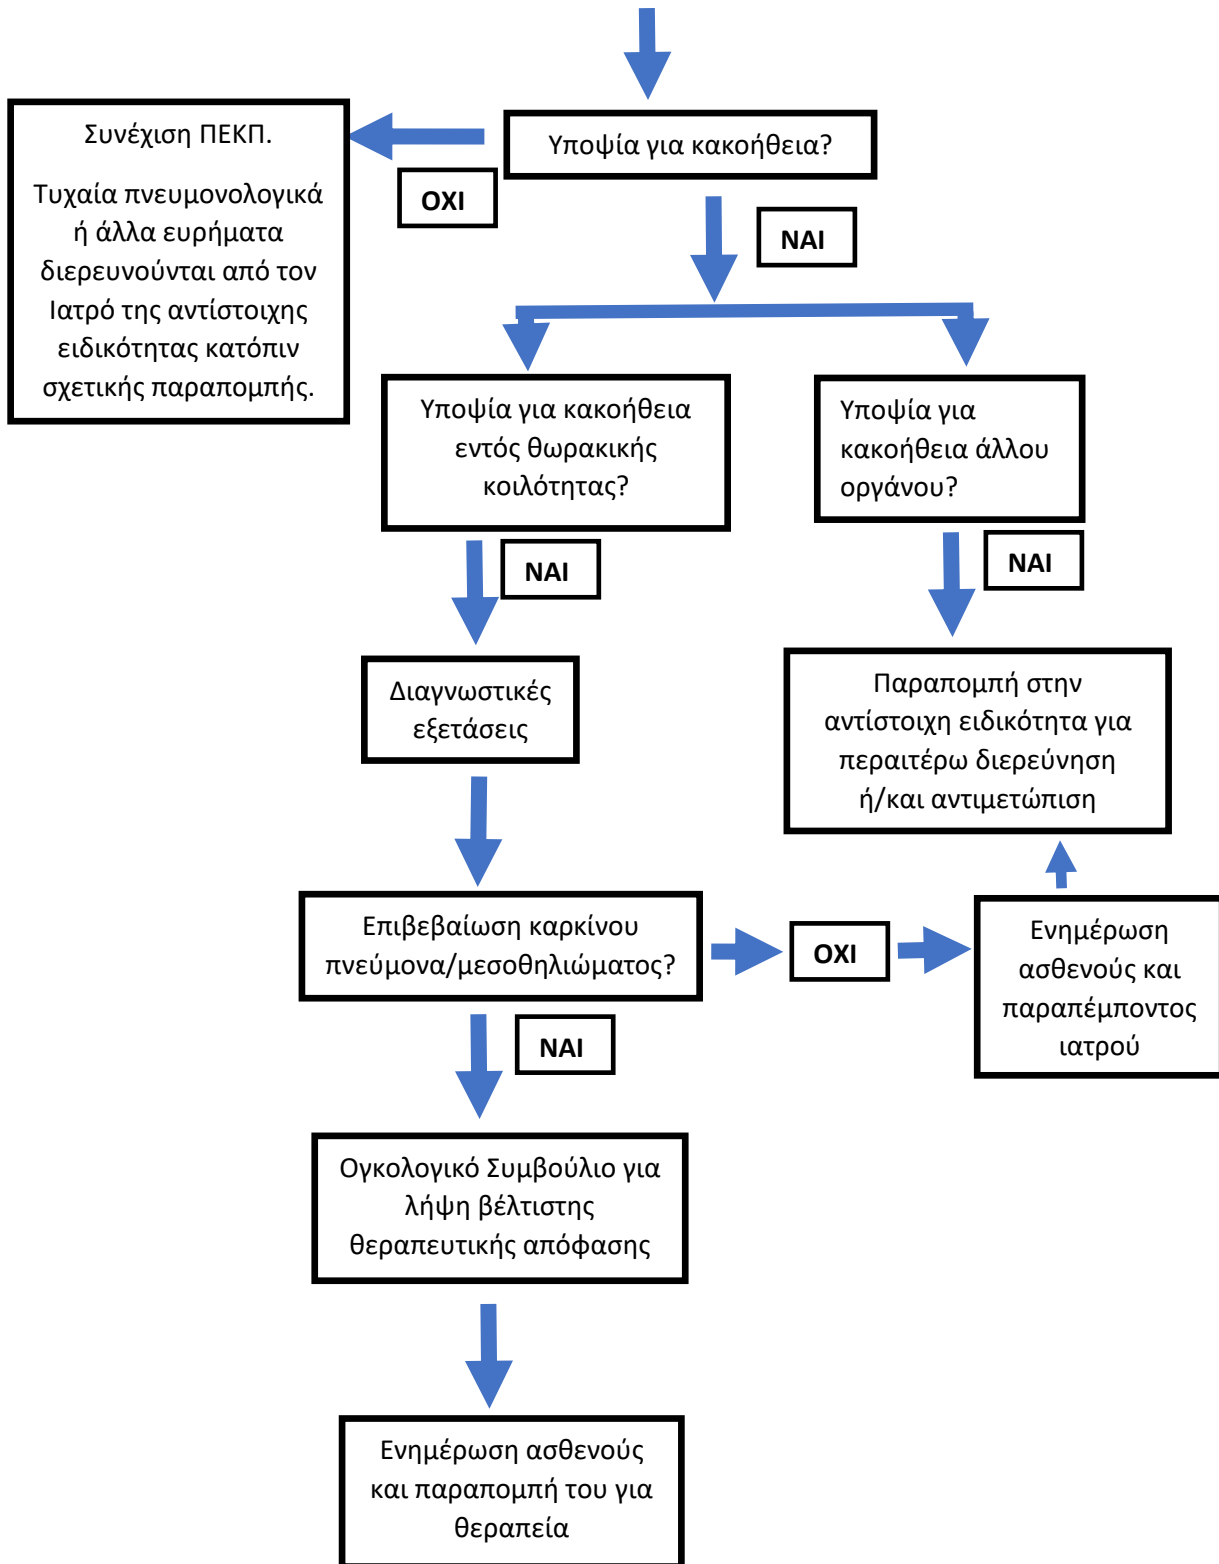 Υποψία για κακοήθεια?
Συνέχιση ΠΕΚΠ.
Τυχαία πνευμονολογικά
ή άλλα ευρήματα
διερευνούνται από τον
Ιατρό της αντίστοιχης
ειδικότητας κατόπιν
σχετικής παραπομπής.
ΟΧΙ
ΝΑΙ
Υποψία για κακοήθεια
εντός θωρακικής
κοιλότητας?
Υποψία για
κακοήθεια άλλου
οργάνου?
ΝΑΙ
ΝΑΙ
Διαγνωστικές
εξετάσεις
Παραπομπή στην
αντίστοιχη ειδικότητα για
περαιτέρω διερεύνηση
ή/και αντιμετώπιση
Επιβεβαίωση καρκίνου
πνεύμονα/μεσοθηλιώματος?
ΟΧΙ
Ενημέρωση
ασθενούς και
παραπέμποντος
ιατρού
ΝΑΙ
Ογκολογικό Συμβούλιο για
λήψη βέλτιστης
θεραπευτικής απόφασης
Ενημέρωση ασθενούς
και παραπομπή του για
θεραπεία